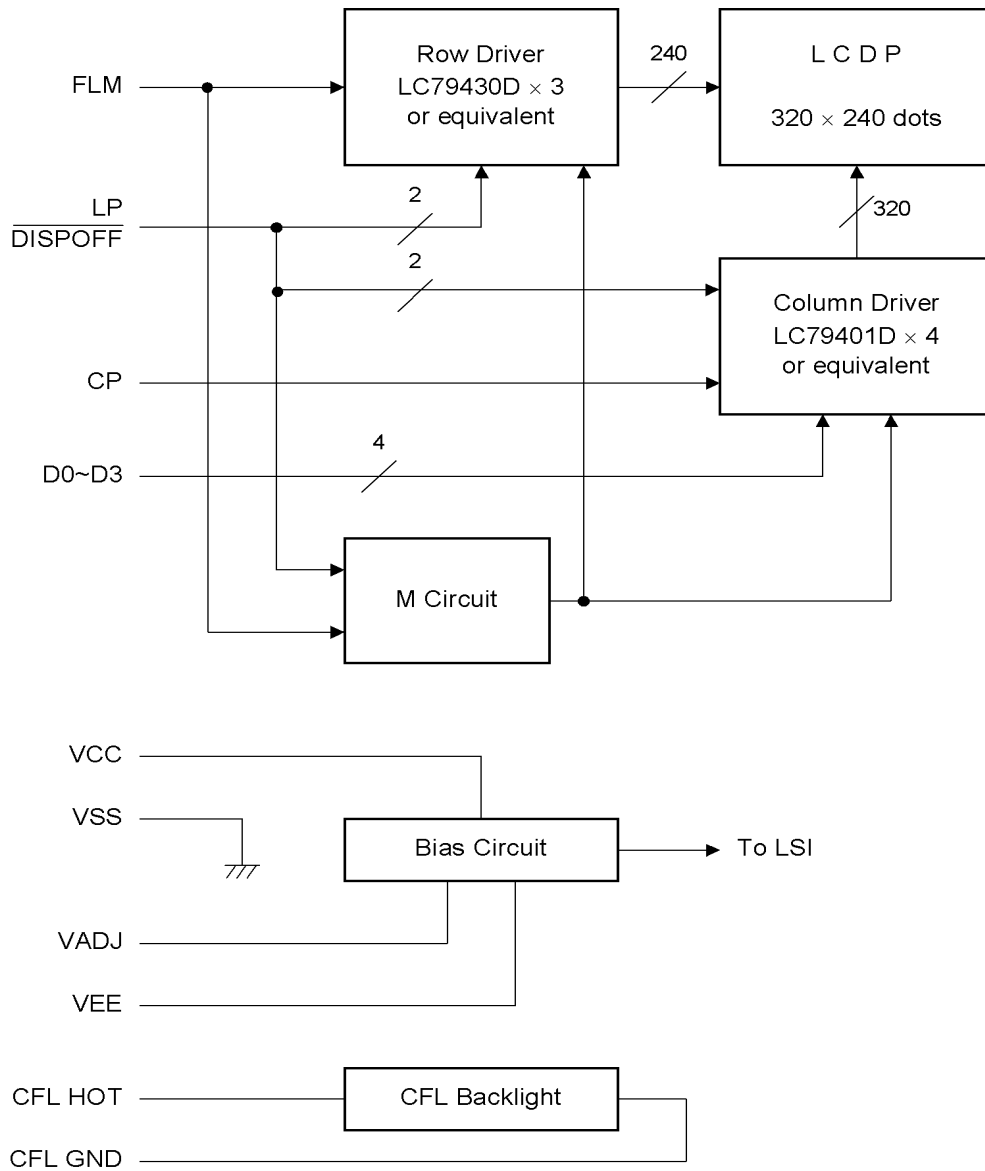 FLM
Row Driver
LC79430D × 3
or equivalent
240
L C D P
320 × 240 dots
LP
DISPOFF
2
320
2
Column Driver
LC79401D × 4
or equivalent
CP
4
D0~D3
M Circuit
VCC
VSS
Bias Circuit
To LSI
VADJ
VEE
CFL HOT
CFL Backlight
CFL GND